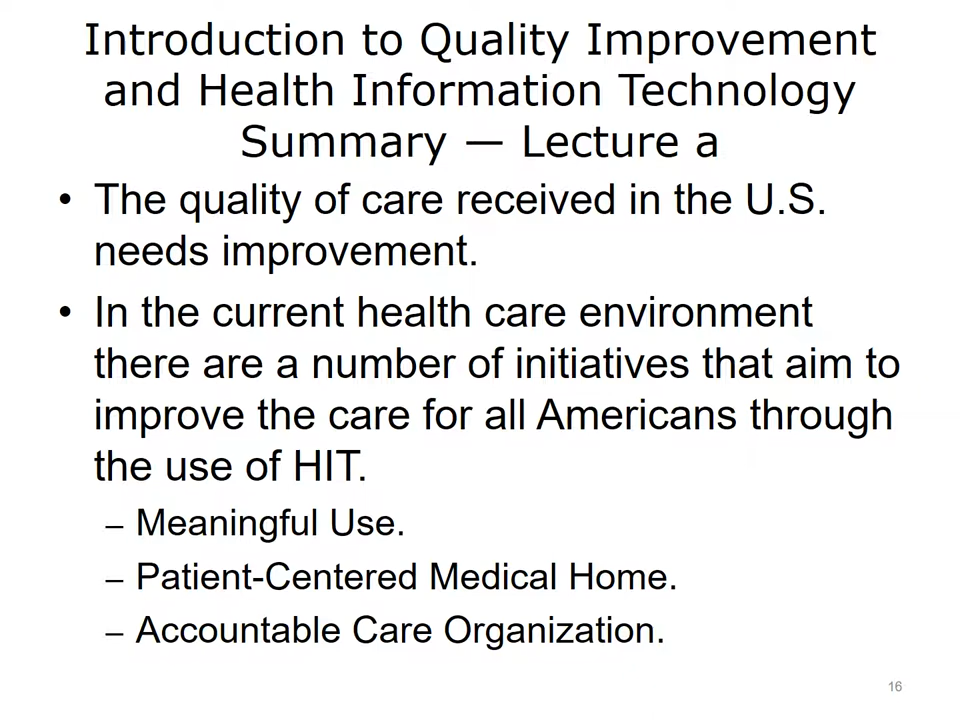 Introduction to Quality Improvement
and Health Information Technology
Summary — Lecture a
• The quality of care received in the U.S.
needs improvement.
• In the current health care environment
there are a number of initiatives that aim to
improve the care for all Americans through
the use of HIT.
– Meaningful Use.
– Patient-Centered Medical Home.
– Accountable Care Organization.
16